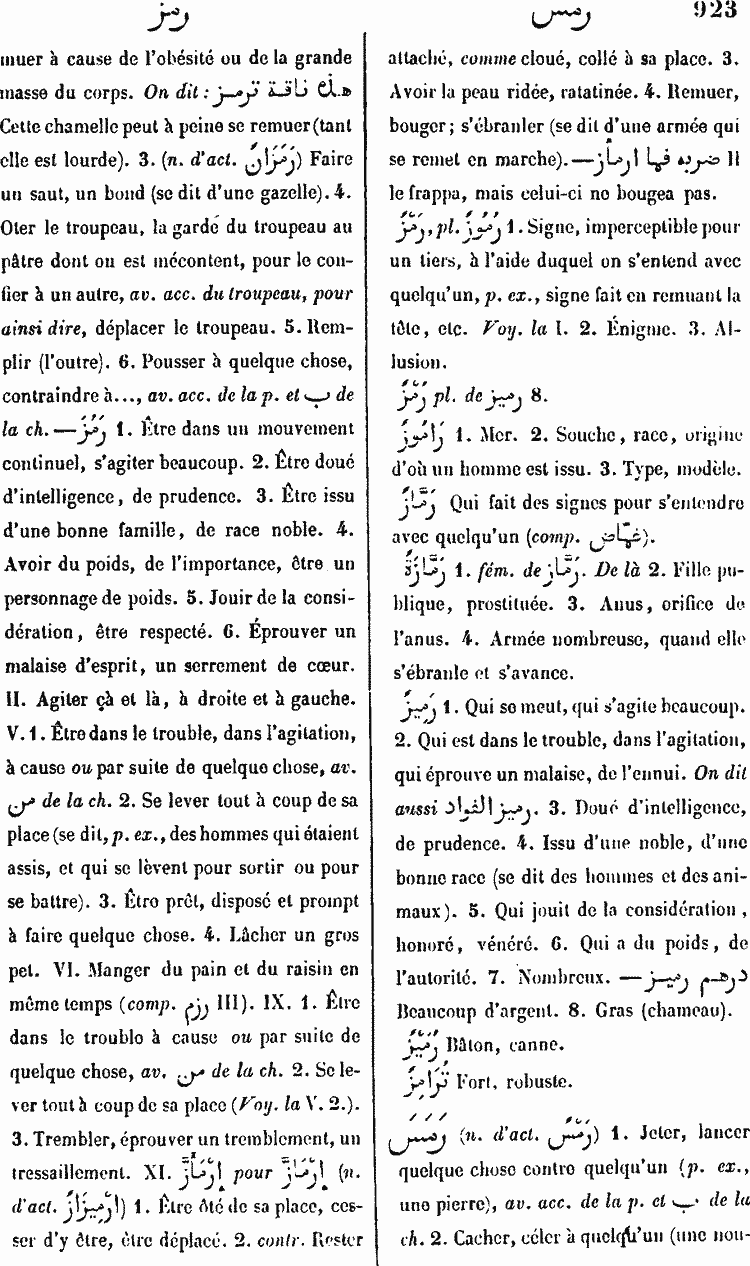 رمز
رمس
923
muer à cause de l'obésité ou de la grande
masse du corps. On dit : هذه ناقة ترمز
Cette chamelle peut à peine se remuer (tant
elle est lourde). 3. (n. d'act. رَمَزَانٌ) Faire
un saut, un bond (se dit d'une gazelle). 4.
Oter le troupeau, la garde du troupeau au
pâtre dont on est mécontent, pour le con-
fier à un autre, av. acc. du troupeau, pour
ainsi dire, déplacer le troupeau. 5. Rem-
plir (l'outre). 6. Pousser à quelque chose,
contraindre à..., av. acc. de la p. et ب de
la ch. — رَمُزَ 1. Être dans un mouvement
continuel, s'agiter beaucoup. 2. Être doué
d'intelligence, de prudence. 3. Être issu
d'une bonne famille, de race noble. 4.
Avoir du poids, de l'importance, être un
personnage de poids. 5. Jouir de la consi-
dération, être respecté. 6. Éprouver un
malaise d'esprit, un serrement de cœur.
II. Agiter çà et là, à droite et à gauche.
V. 1. Être dans le trouble, dans l'agitation,
à cause ou par suite de quelque chose, av.
من de la ch. 2. Se lever tout à coup de sa
place (se dit, p. ex., des hommes qui étaient
assis, et qui se lèvent pour sortir ou pour
se battre). 3. Être prêt, disposé et prompt
à faire quelque chose. 4. Lâcher un gros
pet. VI. Manger du pain et du raisin en
même temps (comp. رزم III). IX. 1. Être
dans le trouble à cause ou par suite de
quelque chose, av. من de la ch. 2. Se le-
ver tout à coup de sa place (Voy. la V. 2.).
3. Trembler, éprouver un tremblement, un
tressaillement. XI. إِرْمَازَّ pour إِرْمَأَزَّ (n.
d'act. إِرْمِيزَازٌ) 1. Être ôté de sa place, ces-
ser d'y être, être déplacé. 2. contr. Rester
attaché, comme cloué, collé à sa place. 3.
Avoir la peau ridée, ratatinée. 4. Remuer,
bouger; s'ébranler (se dit d'une armée qui
se remet en marche). — ضربه فما ارمأز Il
le frappa, mais celui-ci ne bougea pas.
رَمْزٌ, pl. رُمُوزٌ 1. Signe, imperceptible pour
un tiers, à l'aide duquel on s'entend avec
quelqu'un, p. ex., signe fait en remuant la
tête, etc. Voy. la I. 2. Énigme. 3. Al-
lusion.
رُمُزٌ pl. de رميز 8.
رَامُوزٌ 1. Mer. 2. Souche, race, origine
d'où un homme est issu. 3. Type, modèle.
رَمَّازٌ Qui fait des signes pour s'entendre
avec quelqu'un (comp. غمّاض).
رَمَّازَةٌ 1. fém. de رَمَّاز. De là 2. Fille pu-
blique, prostituée. 3. Anus, orifice de
l'anus. 4. Armée nombreuse, quand elle
s'ébranle et s'avance.
رَمِيزٌ 1. Qui se meut, qui s'agite beaucoup.
2. Qui est dans le trouble, dans l'agitation,
qui éprouve un malaise, de l'ennui. On dit
aussi رميز الفواد. 3. Doué d'intelligence,
de prudence. 4. Issu d'une noble, d'une
bonne race (se dit des hommes et des ani-
maux). 5. Qui jouit de la considération,
honoré, vénéré. 6. Qui a du poids, de
l'autorité. 7. Nombreux. — درهم رميز
Beaucoup d'argent. 8. Gras (chameau).
رُمَّيْزٌ Bâton, canne.
تُرَامِزٌ Fort, robuste.
رَمَسَ (n. d'act. رَمْسٌ) 1. Jeter, lancer
quelque chose contre quelqu'un (p. ex.,
une pierre), av. acc. de la p. et ب de la
ch. 2. Cacher, céler à quelqu'un (une nou-